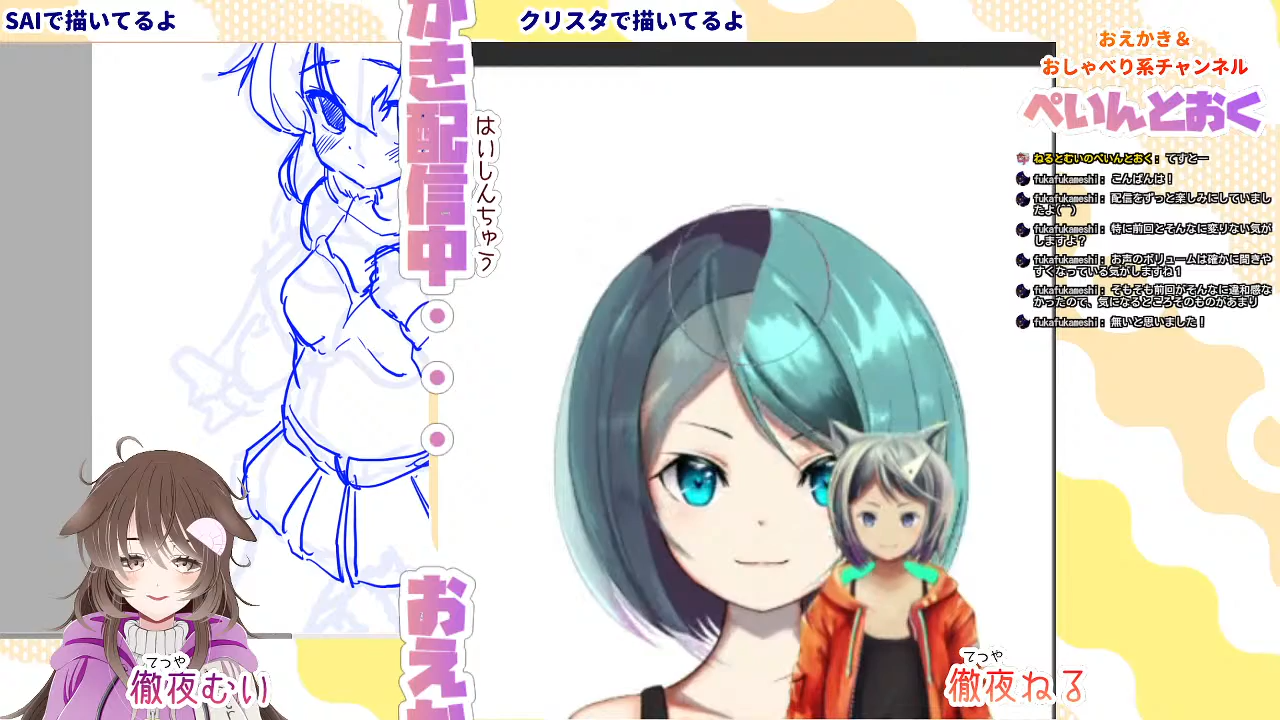 SAIで描いてるよ
クリスタで描いてるよ
かき配信中
はいしんちゅう
おえか
おえかき&
おしゃべり系チャンネル
ぺいんとおく
ねるとむいのぺいんとおく: てすとー
fukafukameshi: こんばんは!
fukafukameshi: 配信をずっと楽しみにしていまし
たよ(^^)
fukafukameshi: 特に前回とそんなに変りない気が
しますよ?
fukafukameshi: お声のボリュームは確かに聞きや
すくなっている気がしますね!
fukafukameshi: そもそも前回がそんなに違和感な
かったので、気になるところそのものがあまり
fukafukameshi: 無いと思いました!
てつや
徹夜むい
てつや
徹夜ねる